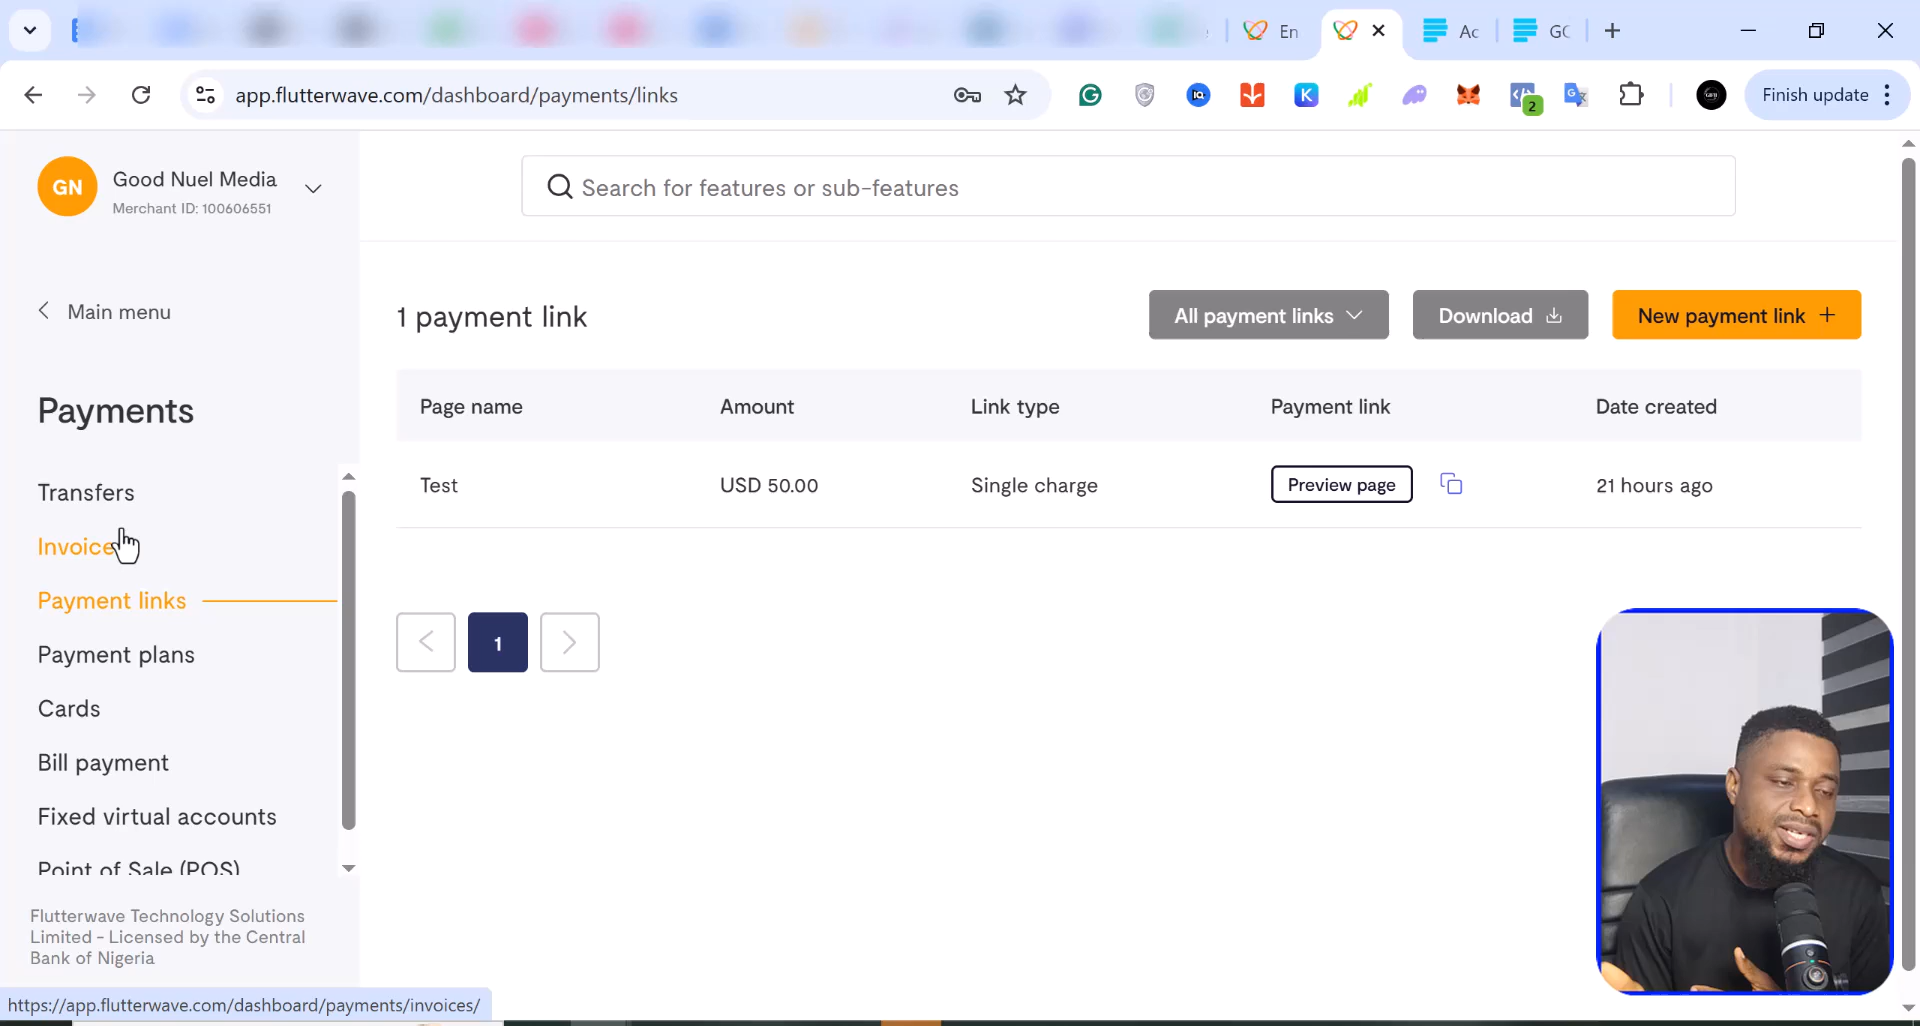 En
Ac
GC
app.flutterwave.com/dashboard/payments/links
2
Finish update
GN
Good Nuel Media
Merchant ID: 100606551
Search for features or sub-features
Main menu
1 payment link
All payment links
Download
New payment link +
Payments
Page name
Amount
Link type
Payment link
Date created
Transfers
Test
USD 50.00
Single charge
Preview page
21 hours ago
Invoice
Payment links
Payment plans
1
Cards
Bill payment
Fixed virtual accounts
Point of Sale (POS)
Flutterwave Technology Solutions
Limited - Licensed by the Central
Bank of Nigeria
https://app.flutterwave.com/dashboard/payments/invoices/